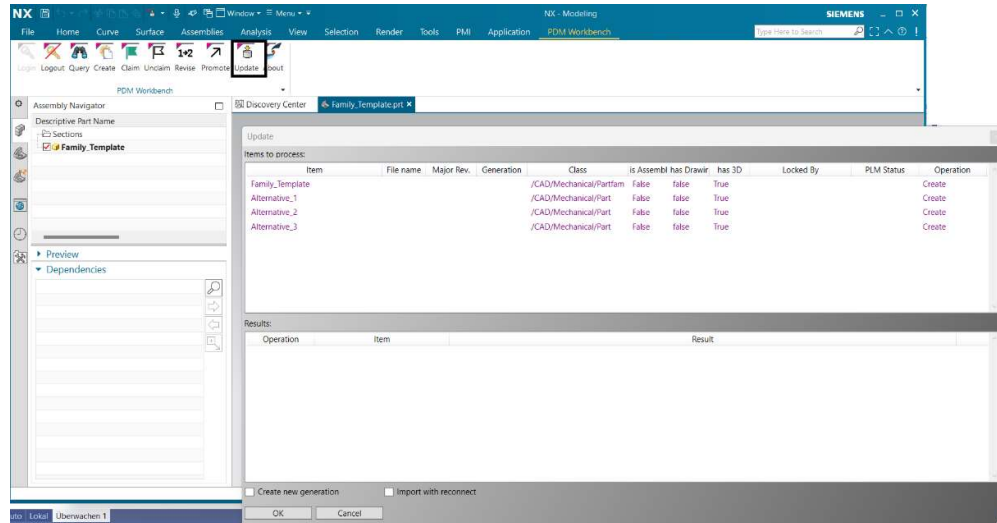 NX Window Menu NX - Modeling SIEMENS
File Home Curve Surface Assemblies Analysis View Selection Render Tools PMI Application PDM Workbench Type Here to Search
1+2
Login Logout Query Create Claim Unclaim Revise Promote Update About
PDM Workbench
Assembly Navigator Discovery Center Family_Template.prt
Descriptive Part Name
Sections
Family_Template
Update
Items to process:
Item File name Major Rev. Generation Class is Assembl has Drawir has 3D Locked By PLM Status Operation
Family_Template /CAD/Mechanical/Partfam False false True Create
Alternative_1 /CAD/Mechanical/Part False false True Create
Alternative_2 /CAD/Mechanical/Part False false True Create
Alternative_3 /CAD/Mechanical/Part False false True Create
Preview
Dependencies
Results:
Operation Item Result
Create new generation Import with reconnect
OK Cancel
uto Lokal Überwachen 1